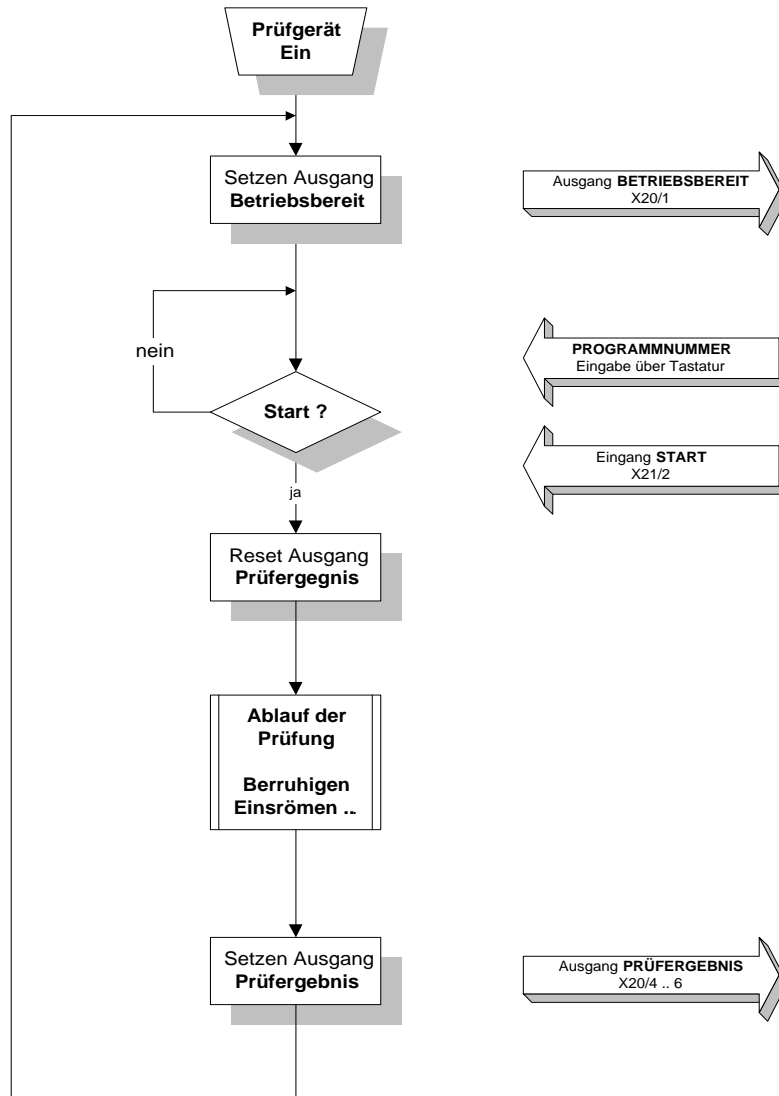 Prüfgerät
Ein
Setzen Ausgang
Betriebsbereit
Ausgang BETRIEBSBEREIT
X20/1
nein
PROGRAMMNUMMER
Eingabe über Tastatur
Start ?
Eingang START
X21/2
ja
Reset Ausgang
Prüfergegnis
Ablauf der
Prüfung
Berruhigen
Einsrömen ..
Setzen Ausgang
Prüfergebnis
Ausgang PRÜFERGEBNIS
X20/4 .. 6